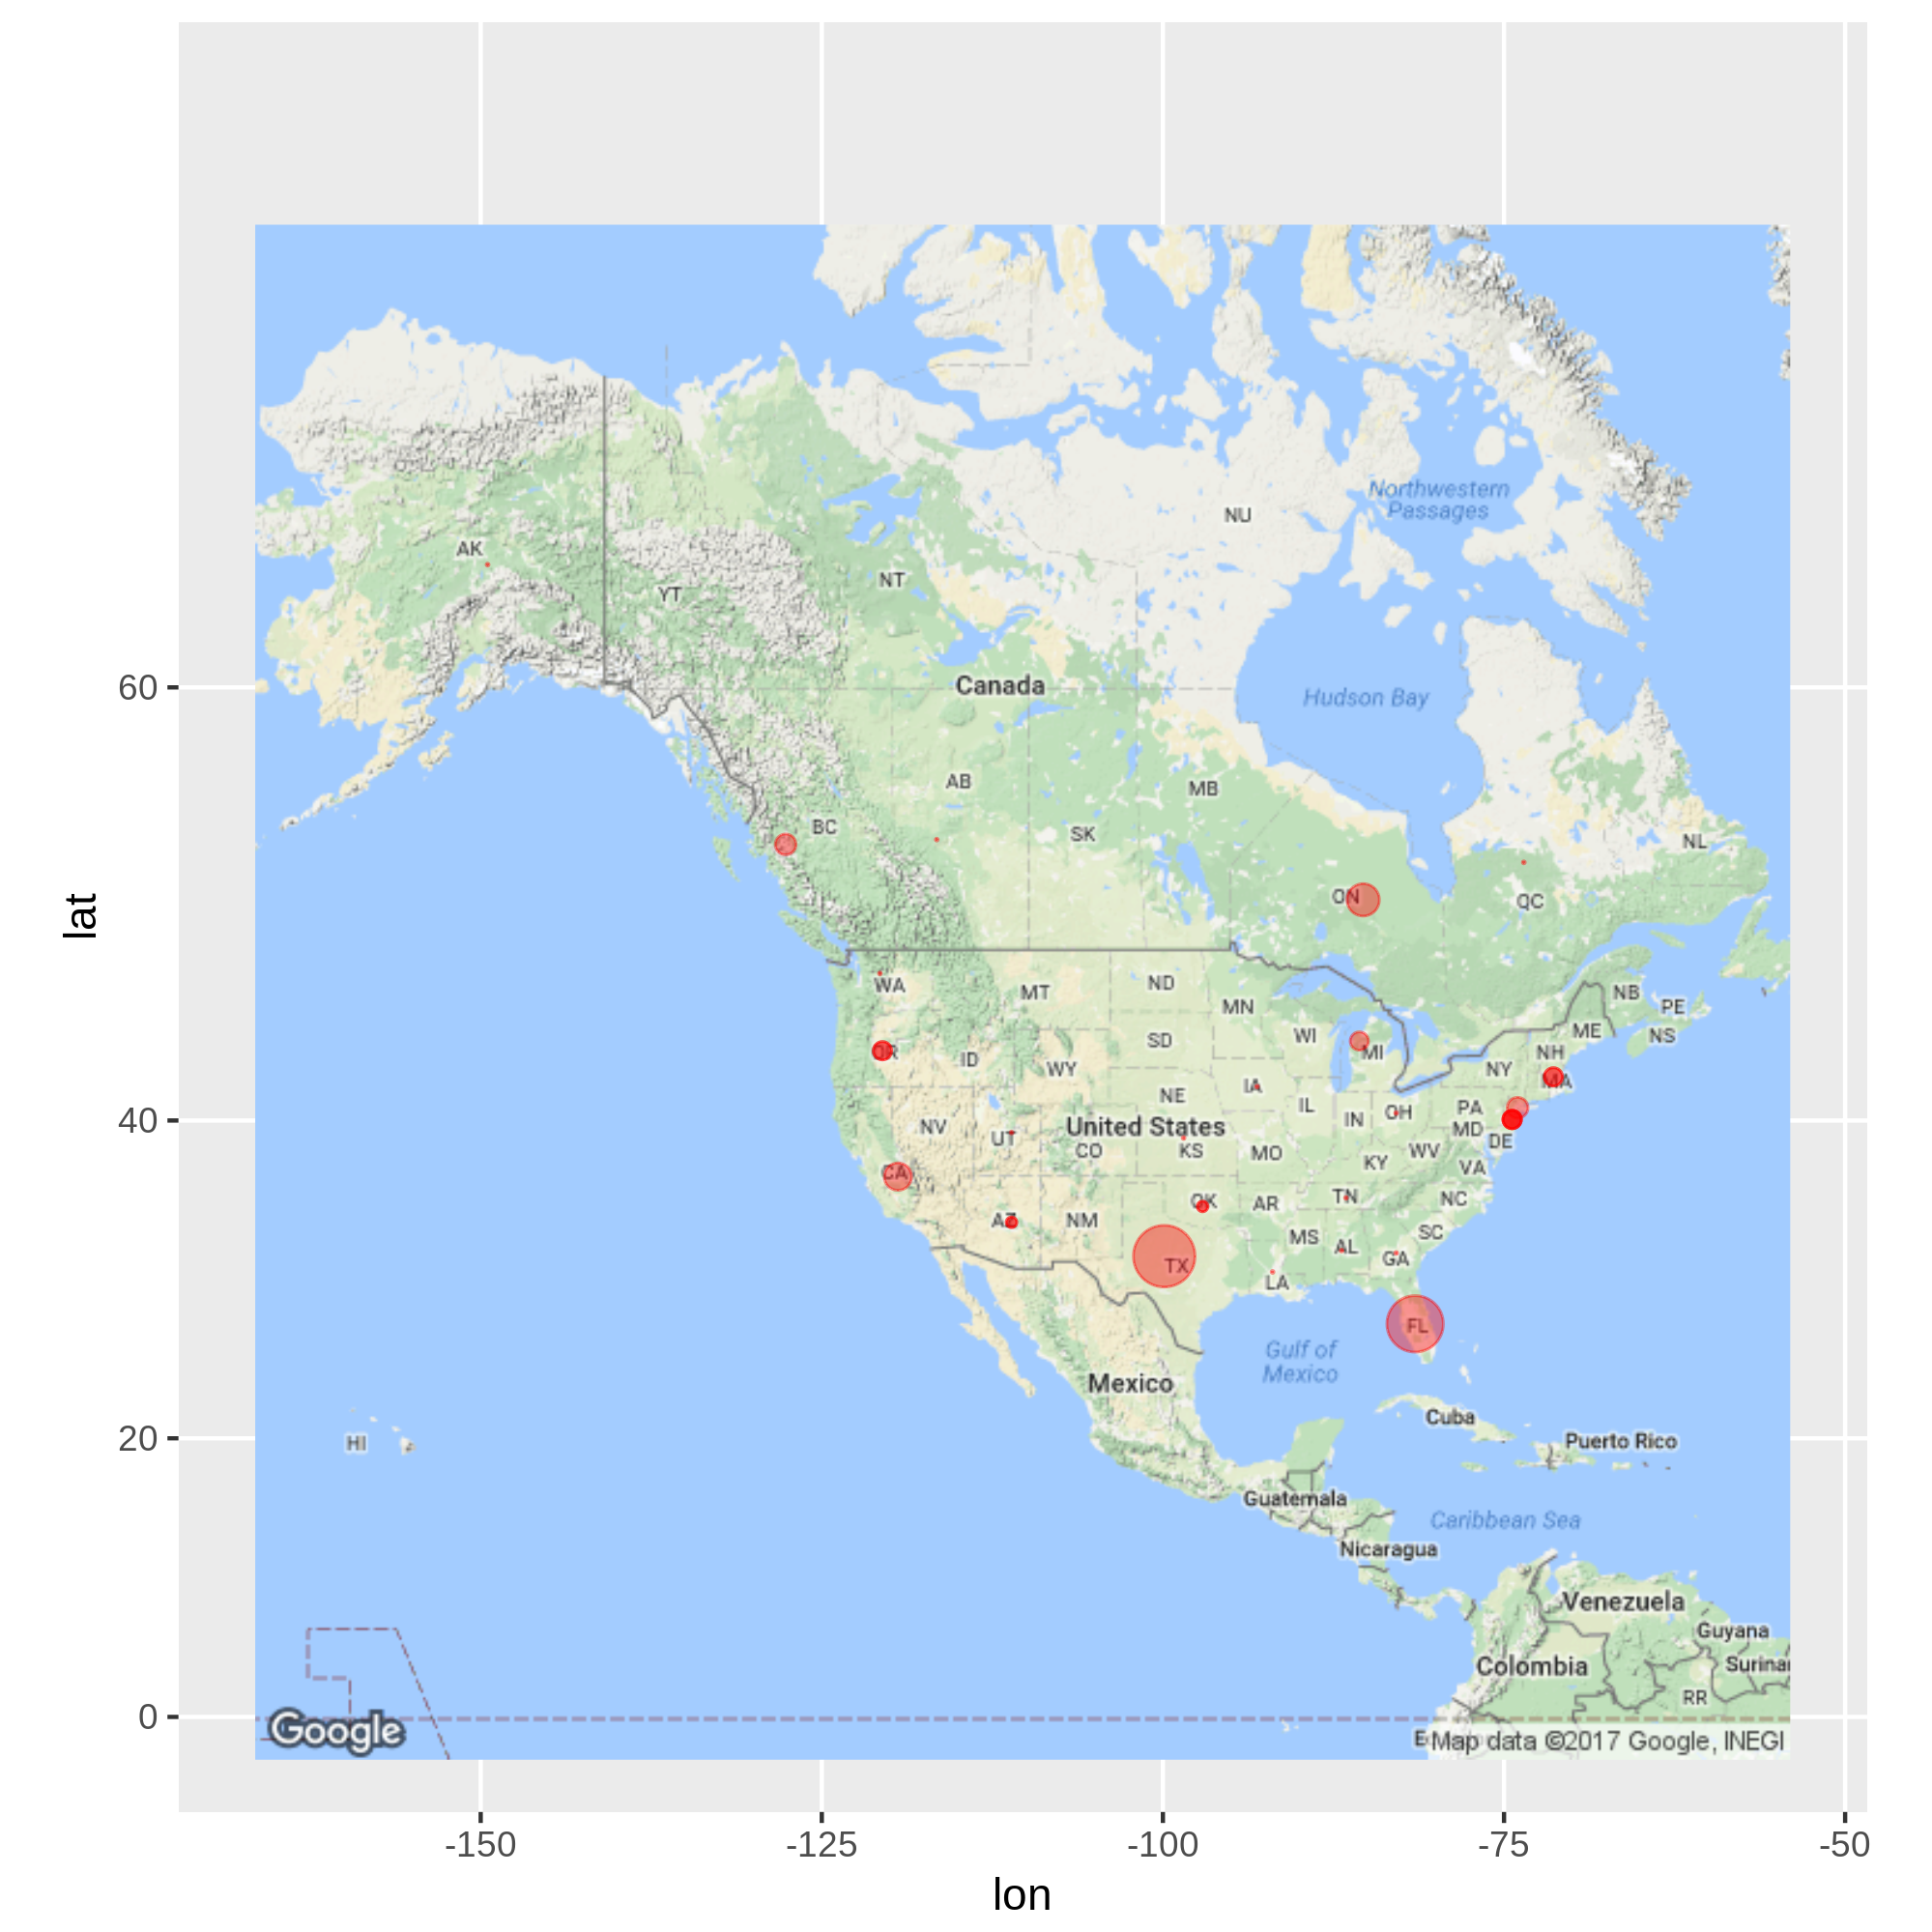 NU
Northwestern
Passages
AK
NT
YT
60
Canada
Hudson Bay
AB
MB
BC
SK
NL
ON
QC
lat
WA
MT
ND
MN
NB
PE
NS
ME
WI
SD
OR
ID
WY
MI
NH
NY
MA
IA
NE
IL
IN
OH
PA
MD
DE
40
NV
UT
United States
CO
KS
MO
KY
WV
VA
CA
OK
AR
TN
NC
AZ
NM
MS
AL
SC
GA
TX
LA
FL
Gulf of
Mexico
Mexico
Cuba
20
HI
Puerto Rico
Guatemala
Caribbean Sea
Nicaragua
Venezuela
Guyana
Colombia
Surinar
RR
0
Google
Map data ©2017 Google, INEGI
-150
-125
-100
-75
-50
lon